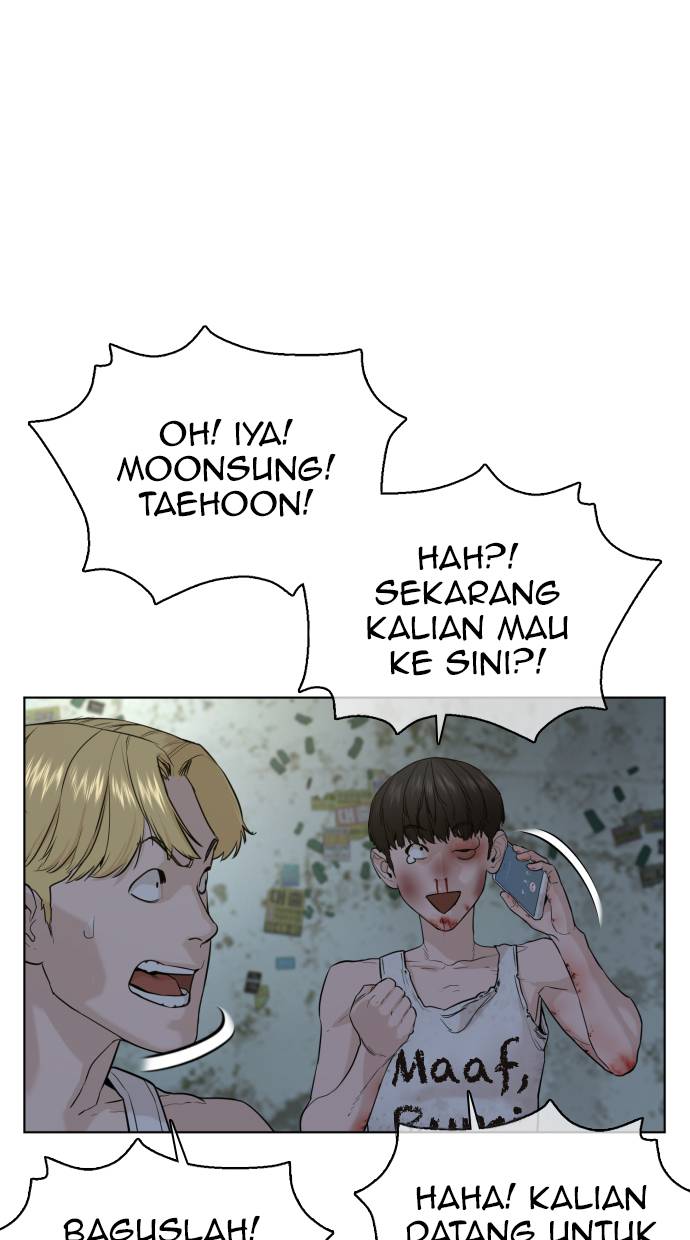 OH! IYA!
MOONSUNG!
TAEHOON!
HAH?!
SEKARANG
KALIAN MAU
KE SINI?!
Maaf,
BAGUSLAH!
HAHA! KALIAN
DATANG UNTUK